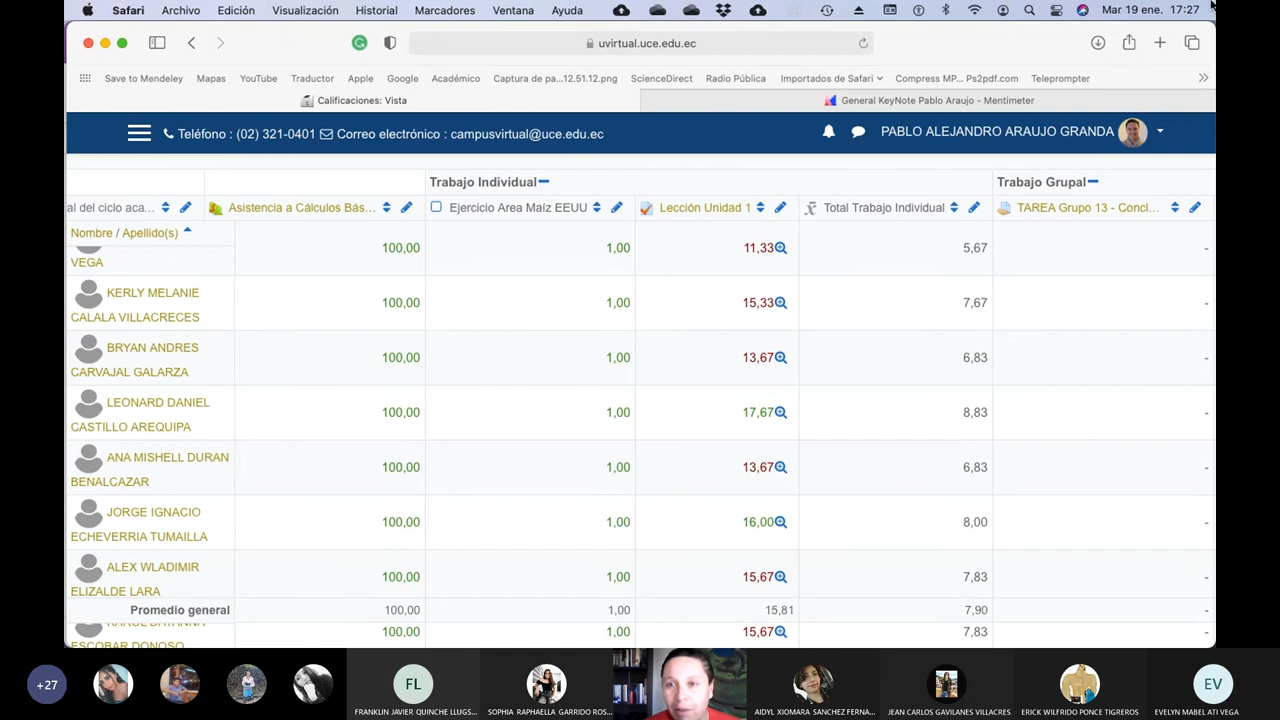 Safari Archivo Edición Visualización Historial Marcadores Ventana Ayuda Mar 19 ene. 17:27
uvirtual.uce.edu.ec
Save to Mendeley Mapas YouTube Traductor Apple Google Académico Captura de pa...12.51.12.png ScienceDirect Radio Pública Importados de Safari Compress MP... Ps2pdf.com Teleprompter
Calificaciones: Vista General KeyNote Pablo Araujo - Mentimeter
Teléfono : (02) 321-0401 Correo electrónico : campusvirtual@uce.edu.ec PABLO ALEJANDRO ARAUJO GRANDA
Trabajo Individual Trabajo Grupal
al del ciclo aca... Asistencia a Cálculos Bás... Ejercicio Area Maíz EEUU Lección Unidad 1 Total Trabajo Individual TAREA Grupo 13 - Concl...
Nombre / Apellido(s)
100,00 1,00 11,33 5,67 -
VEGA
KERLY MELANIE
CALALA VILLACRECES 100,00 1,00 15,33 7,67 -
BRYAN ANDRES
CARVAJAL GALARZA 100,00 1,00 13,67 6,83 -
LEONARD DANIEL
CASTILLO AREQUIPA 100,00 1,00 17,67 8,83 -
ANA MISHELL DURAN
BENALCAZAR 100,00 1,00 13,67 6,83 -
JORGE IGNACIO
ECHEVERRIA TUMAILLA 100,00 1,00 16,00 8,00 -
ALEX WLADIMIR
ELIZALDE LARA 100,00 1,00 15,67 7,83 -
Promedio general 100,00 1,00 15,81 7,90 -
100,00 1,00 15,67 7,83 -
ESCOBAR DONOSO
+27 FL EV
FRANKLIN JAVIER QUINCHE LLUGS... SOPHIA RAPHAELLA GARRIDO ROS... AIDYL XIOMARA SANCHEZ FERNA... JEAN CARLOS GAVILANES VILLACRES ERICK WILFRIDO PONCE TIGREROS EVELYN MABEL ATI VEGA